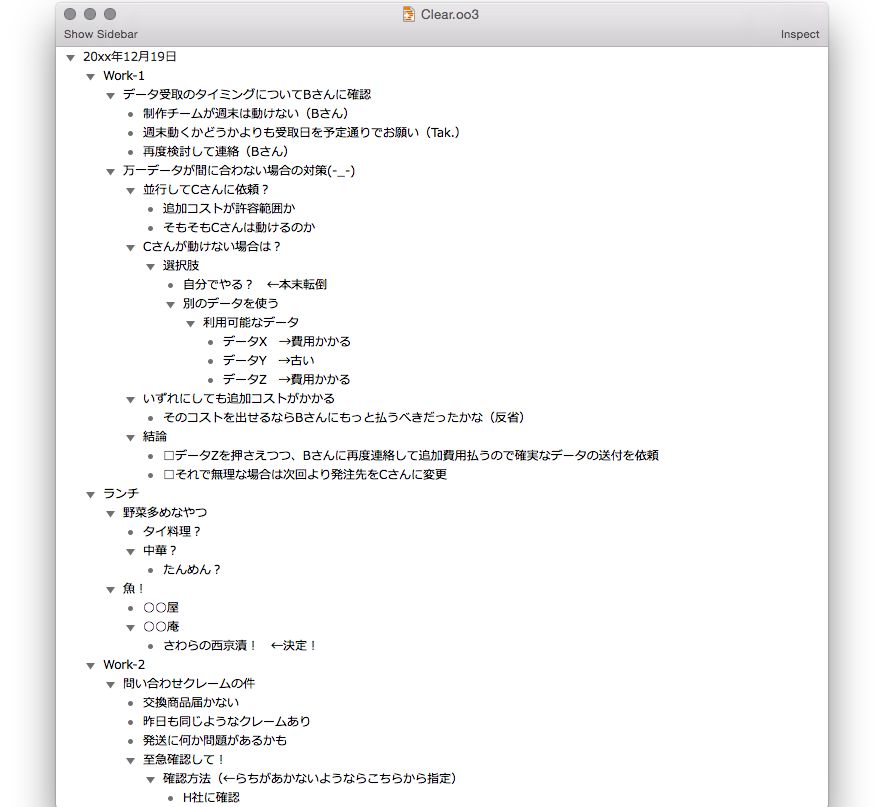 Clear.oo3
Show Sidebar Inspect
20xx年12月19日
Work-1
データ受取のタイミングについてBさんに確認
制作チームが週末は動けない（Bさん）
週末動くかどうかよりも受取日を予定通りでお願い（Tak.）
再度検討して連絡（Bさん）
万一データが間に合わない場合の対策(-_-)
並行してCさんに依頼？
追加コストが許容範囲か
そもそもCさんは動けるのか
Cさんが動けない場合は？
選択肢
自分でやる？　←本末転倒
別のデータを使う
利用可能なデータ
データX　→費用かかる
データY　→古い
データZ　→費用かかる
いずれにしても追加コストがかかる
そのコストを出せるならBさんにもっと払うべきだったかな（反省）
結論
□データZを押さえつつ、Bさんに再度連絡して追加費用払うので確実なデータの送付を依頼
□それで無理な場合は次回より発注先をCさんに変更
ランチ
野菜多めなやつ
タイ料理？
中華？
たんめん？
魚！
○○屋
○○庵
さわらの西京漬！　←決定！
Work-2
問い合わせクレームの件
交換商品届かない
昨日も同じようなクレームあり
発送に何か問題があるかも
至急確認して！
確認方法（←らちがあかないようならこちらから指定）
H社に確認